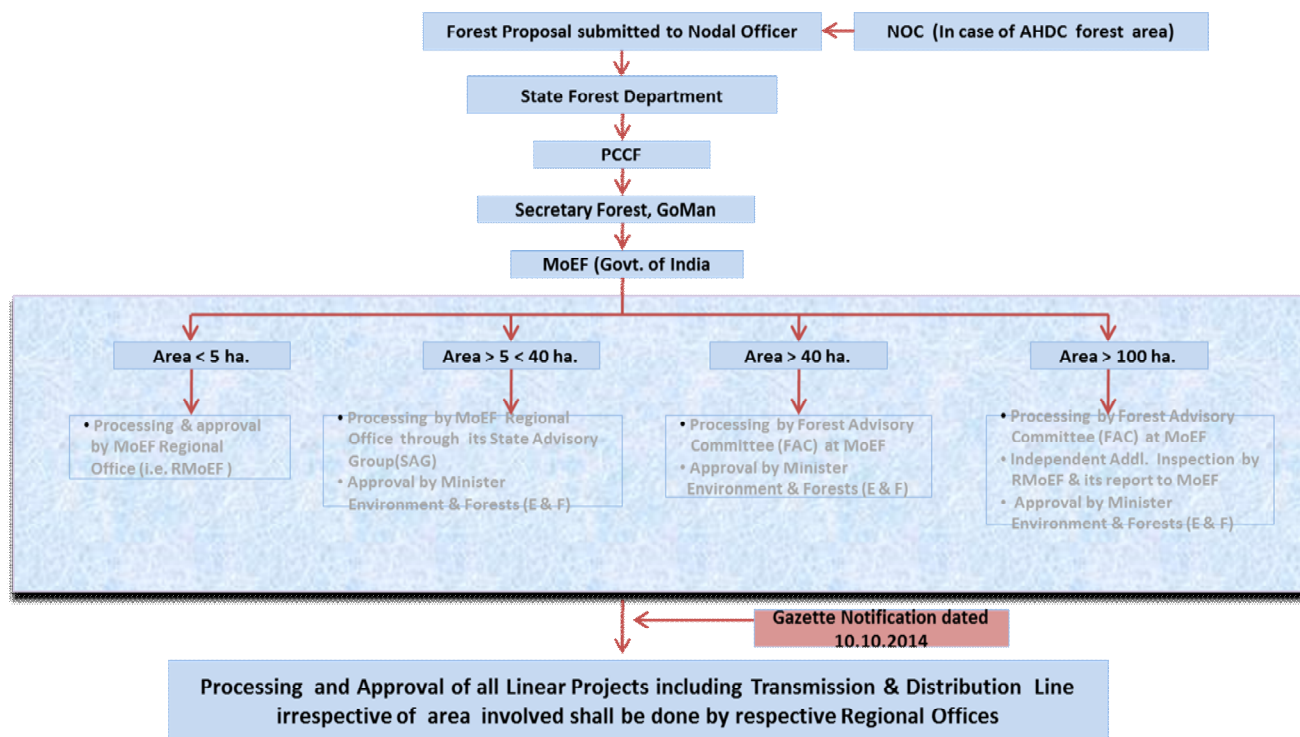 Forest Proposal submitted to Nodal Officer
NOC (In case of AHDC forest area)
State Forest Department
PCCF
Secretary Forest, GoMan
MoEF (Govt. of India
Area < 5 ha.
Area > 5 < 40 ha.
Area > 40 ha.
Area > 100 ha.
• Processing & approval
by MoEF Regional
Office (i.e. RMoEF )
• Processing by MoEF Regional
Office through its State Advisory
Group(SAG)
• Approval by Minister
Environment & Forests (E & F)
• Processing by Forest Advisory
Committee (FAC) at MoEF
• Approval by Minister
Environment & Forests (E & F)
• Processing by Forest Advisory
Committee (FAC) at MoEF
• Independent Addl. Inspection by
RMoEF & its report to MoEF
• Approval by Minister
Environment & Forests (E & F)
Gazette Notification dated
10.10.2014
Processing and Approval of all Linear Projects including Transmission & Distribution Line
irrespective of area involved shall be done by respective Regional Offices